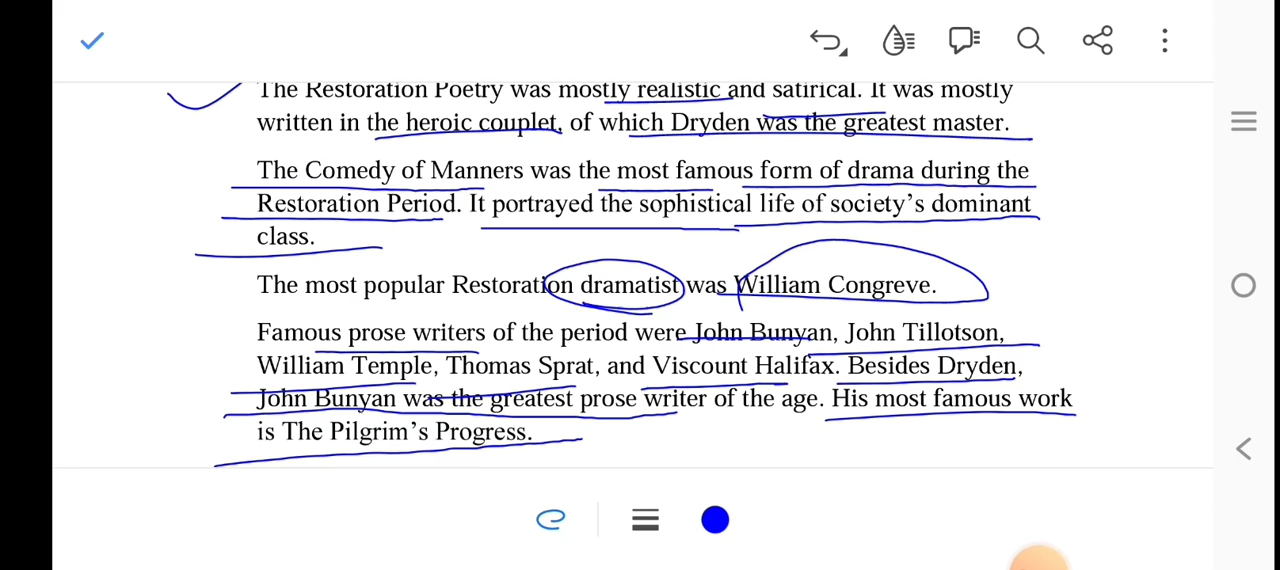 The Restoration Poetry was mostly realistic and satirical. It was mostly
written in the heroic couplet, of which Dryden was the greatest master.
The Comedy of Manners was the most famous form of drama during the
Restoration Period. It portrayed the sophistical life of society’s dominant
class.
The most popular Restoration dramatist was William Congreve.
Famous prose writers of the period were John Bunyan, John Tillotson,
William Temple, Thomas Sprat, and Viscount Halifax. Besides Dryden,
John Bunyan was the greatest prose writer of the age. His most famous work
is The Pilgrim’s Progress.